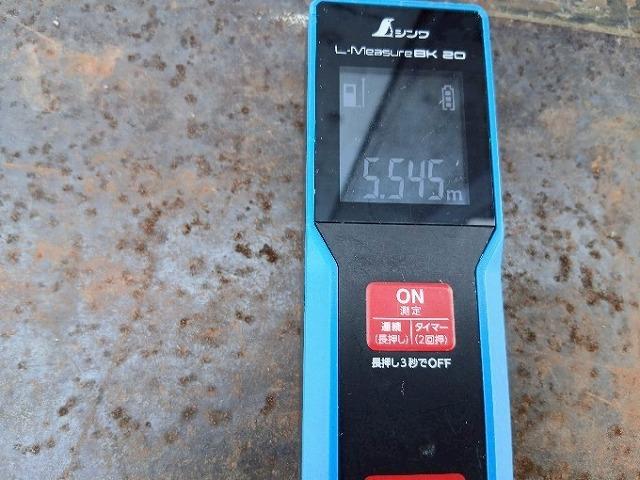 シンワ
L-Measure BK 20
5.545m
ON
測定
連続 タイマー
(長押し) (2回押)
長押し3秒でOFF